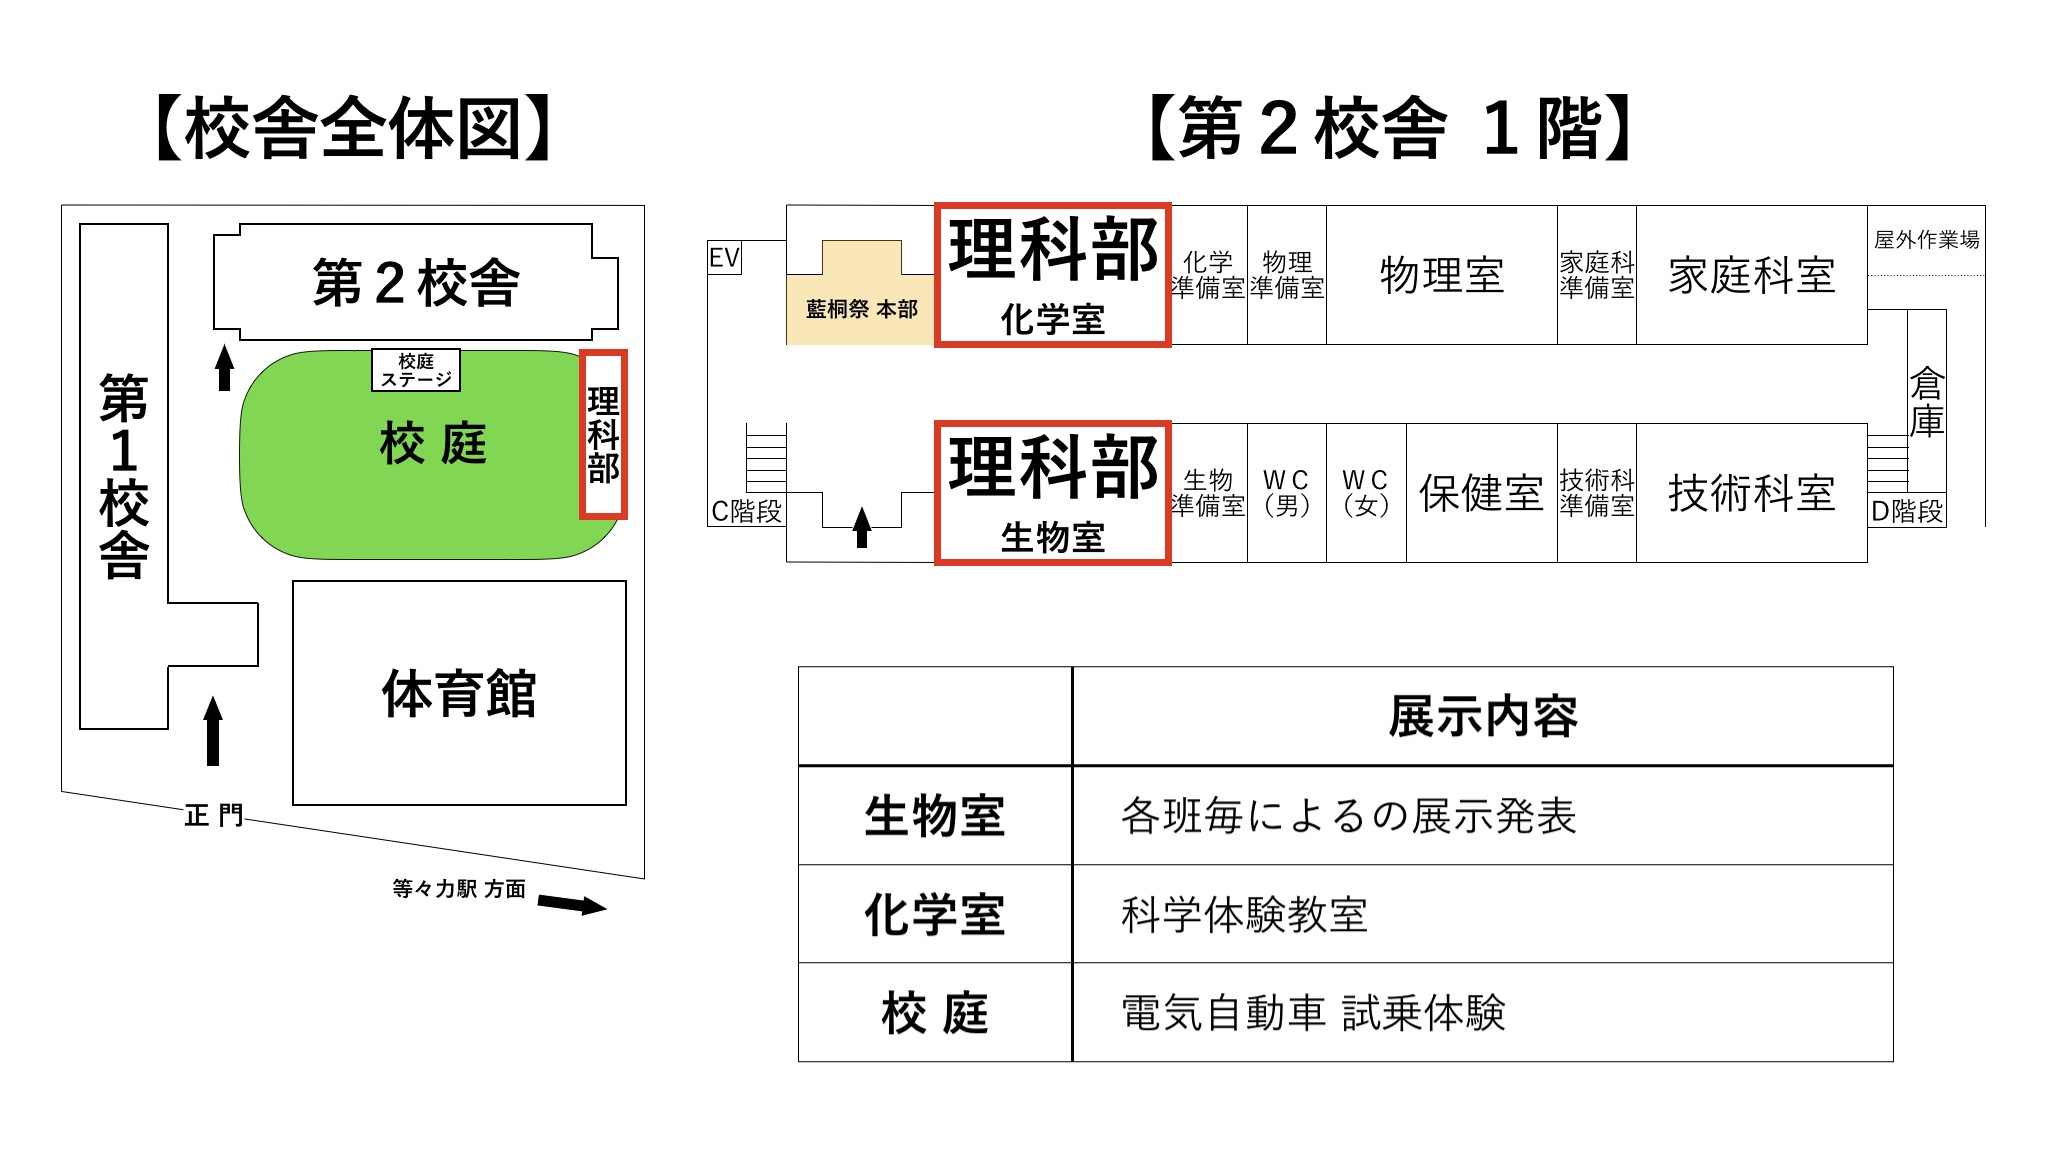 【校舎全体図】
第２校舎
校庭
ステージ
校 庭
理科部
第１校舎
体育館
正 門
等々力駅 方面
【第２校舎 １階】
EV
藍桐祭 本部
理科部
化学室
化学
準備室
物理
準備室
物理室
家庭科
準備室
家庭科室
屋外作業場
倉庫
C階段
理科部
生物室
生物
準備室
ＷＣ
（男）
ＷＣ
（女）
保健室
技術科
準備室
技術科室
D階段
展示内容
生物室 各班毎によるの展示発表
化学室 科学体験教室
校 庭 電気自動車 試乗体験